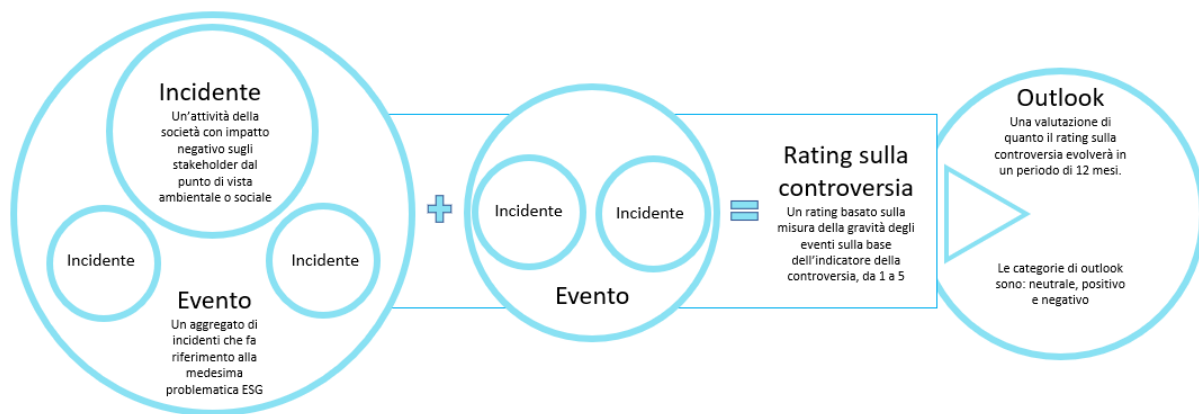 Incidente
Un'attività della
società con impatto
negativo sugli
stakeholder dal
punto di vista
ambientale o sociale
Incidente
Incidente
Evento
Un aggregato di
incidenti che fa
riferimento alla
medesima
problematica ESG
+
Incidente
Incidente
Evento
=
Rating sulla
controversia
Un rating basato sulla
misura della gravità degli
eventi sulla base
dell'indicatore della
controversia, da 1 a 5
Outlook
Una valutazione di
quanto il rating sulla
controversia evolverà in
un periodo di 12 mesi.
Le categorie di outlook
sono: neutrale, positivo
e negativo